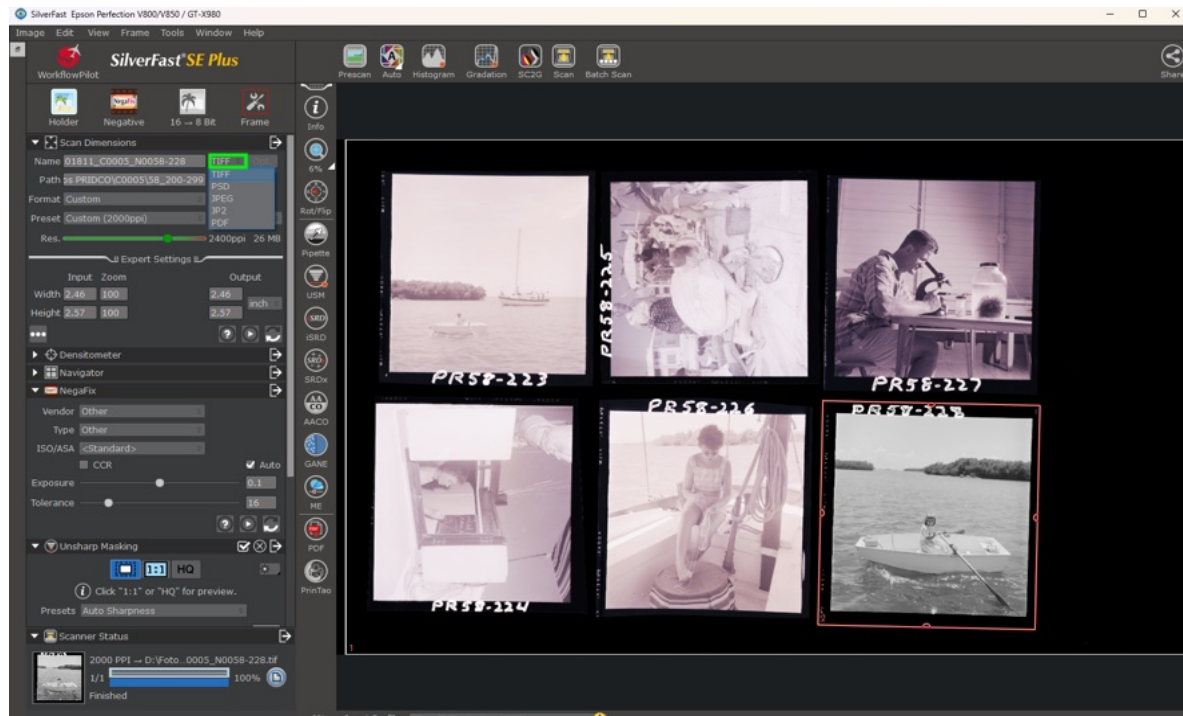 SilverFast Epson Perfection V800/V850 / GT-X980
Image Edit View Frame Tools Window Help
WorkflowPilot
SilverFast®SE Plus
Prescan Auto Histogram Gradation SC2G Scan Batch Scan
Share
Holder Negative 16→8 Bit Frame
Scan Dimensions
Name 01811_C0005_N0058-228 TIFF
Path PRIDCO\C0005\58_200-299
TIFF
PSD
JPEG
JP2
PDF
Format Custom
Preset Custom (2000ppi)
Res. 2400ppi 26 MB
Expert Settings
Input Zoom Output
Width 2.46 100 2.46
inch
Height 2.57 100 2.57
Densitometer
Navigator
NegaFix
Vendor Other
Type Other
ISO/ASA <Standard>
CCR Auto
Exposure 0.1
Tolerance 16
Unsharp Masking
1:1 HQ
Click "1:1" or "HQ" for preview.
Presets Auto Sharpness
Scanner Status
2000 PPI → D:\Foto...0005_N0058-228.tif
1/1 100%
Finished
Info
6%
Rot/Flip
Pipette
USM
iSRD
SRDx
AACO
GANE
ME
PDF
PrinTao
PR58-223
PR58-225
PR58-227
PR58-224
PR58-226
PR58-228
1